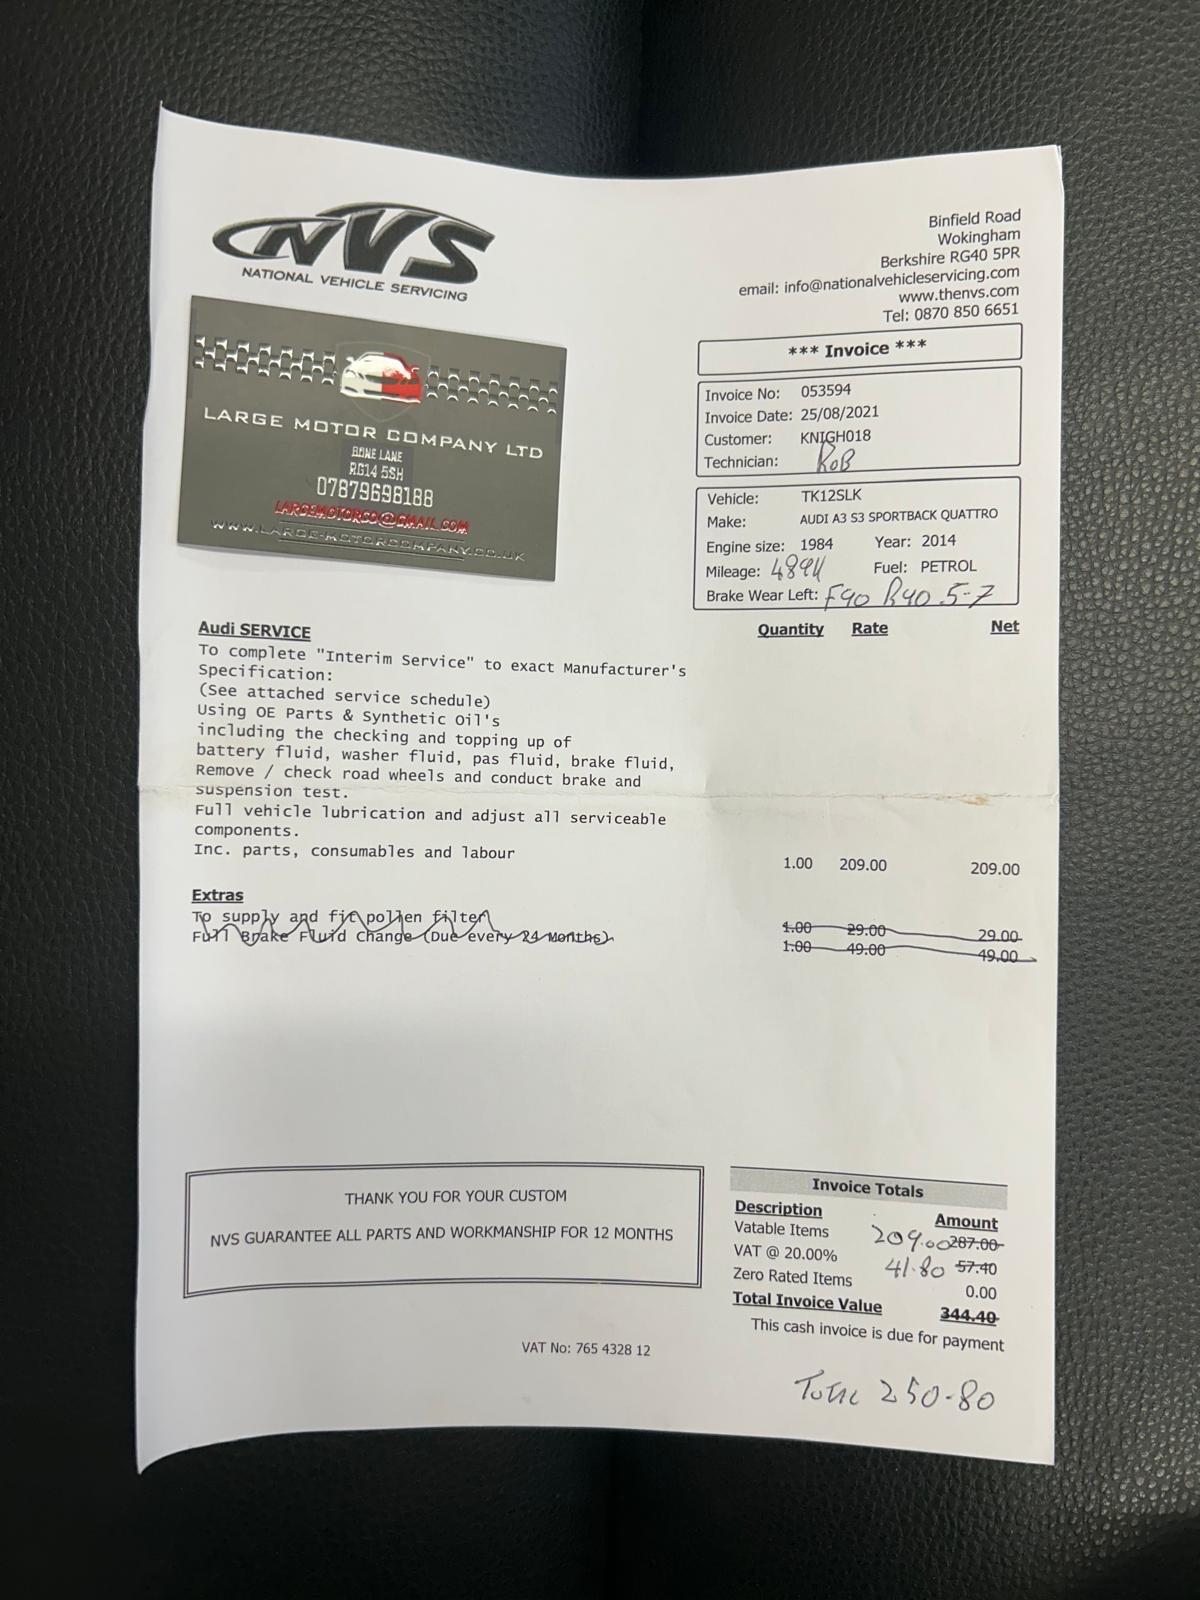 NVS
NATIONAL VEHICLE SERVICING
Binfield Road
Wokingham
Berkshire RG40 5PR
email: info@nationalvehicleservicing.com
www.thenvs.com
Tel: 0870 850 6651
LARGE MOTOR COMPANY LTD
BONE LANE
RG14 5SH
07879698188
LARGEMOTORCO@GMAIL.COM
WWW.LARGE-MOTORCOMPANY.CO.UK
*** Invoice ***
Invoice No: 053594
Invoice Date: 25/08/2021
Customer: KNIGH018
Technician: RoB
Vehicle: TK12SLK
Make: AUDI A3 S3 SPORTBACK QUATTRO
Engine size: 1984 Year: 2014
Mileage: Fuel: PETROL
Brake Wear Left: F90 R90 5-7
Quantity Rate Net
Audi SERVICE
To complete "Interim Service" to exact Manufacturer's
Specification:
(See attached service schedule)
Using OE Parts & Synthetic Oil's
including the checking and topping up of
battery fluid, washer fluid, pas fluid, brake fluid,
Remove / check road wheels and conduct brake and
suspension test.
Full vehicle lubrication and adjust all serviceable
components.
Inc. parts, consumables and labour 1.00 209.00 209.00
Extras
To supply and fit pollen filter 1.00 29.00 29.00
Full Brake Fluid Change (Due every 24 Months) 1.00 49.00 49.00
THANK YOU FOR YOUR CUSTOM
NVS GUARANTEE ALL PARTS AND WORKMANSHIP FOR 12 MONTHS
Invoice Totals
Description Amount
Vatable Items 209.00 287.00
VAT @ 20.00% 41.80 57.40
Zero Rated Items 0.00
Total Invoice Value 344.40
This cash invoice is due for payment
VAT No: 765 4328 12
Total 250-80